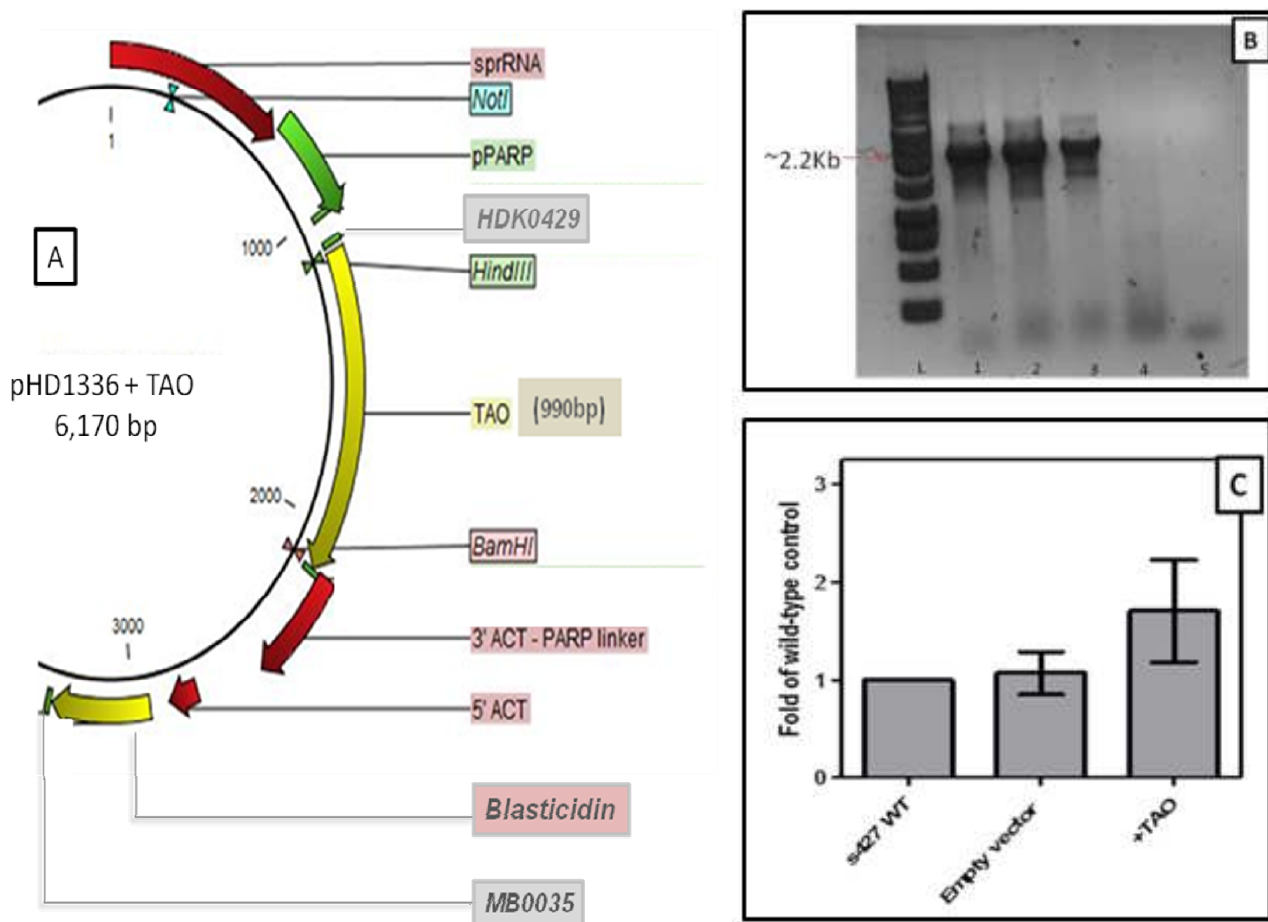 A
sprRNA
NotI
1
pPARP
HDK0429
1000
HindIII
pHD1336 + TAO
6,170 bp
TAO (990bp)
2000
BamHI
3' ACT - PARP linker
3000
5' ACT
Blasticidin
MB0035
B
~2.2Kb
L 1 2 3 4 5
C
Fold of wild-type control
3
2
1
0
s427 WT
Empty vector
+TAO